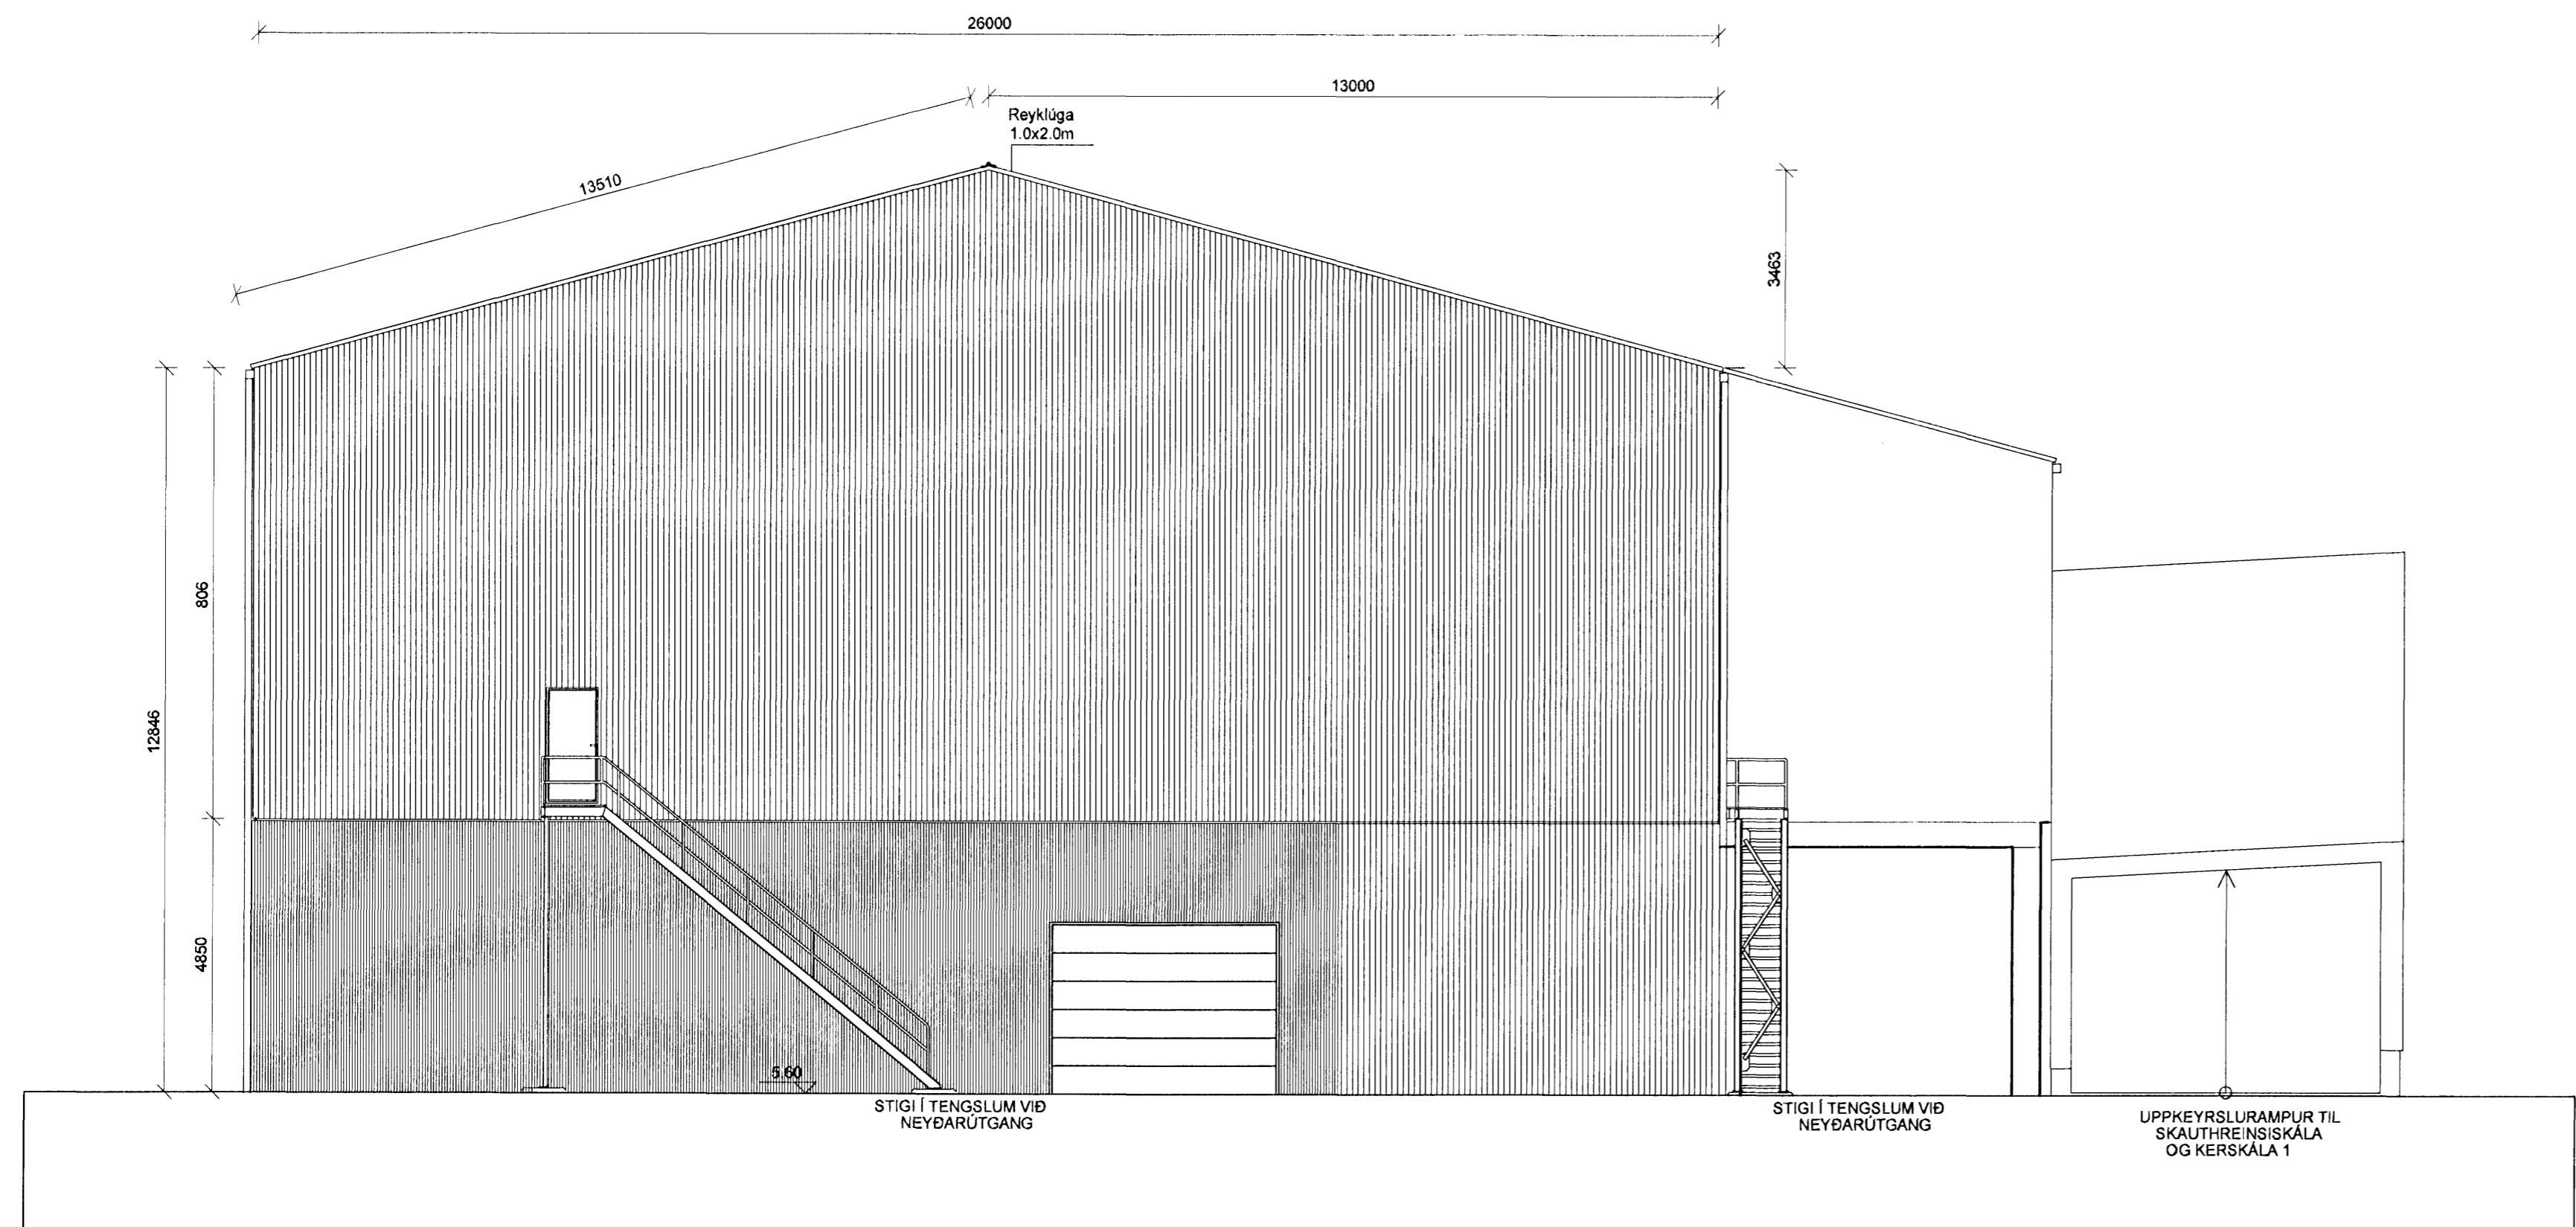 26000
13000
Reyklúga
1.0x2.0m
13510
3463
806
12846
4850
5.60
STIGI Í TENGSLUM VIÐ
NEYÐARÚTGANG
STIGI Í TENGSLUM VIÐ
NEYÐARÚTGANG
UPPKEYRSLURAMPUR TIL
SKAUTHREINSISKÁLA
OG KERSKÁLA 1